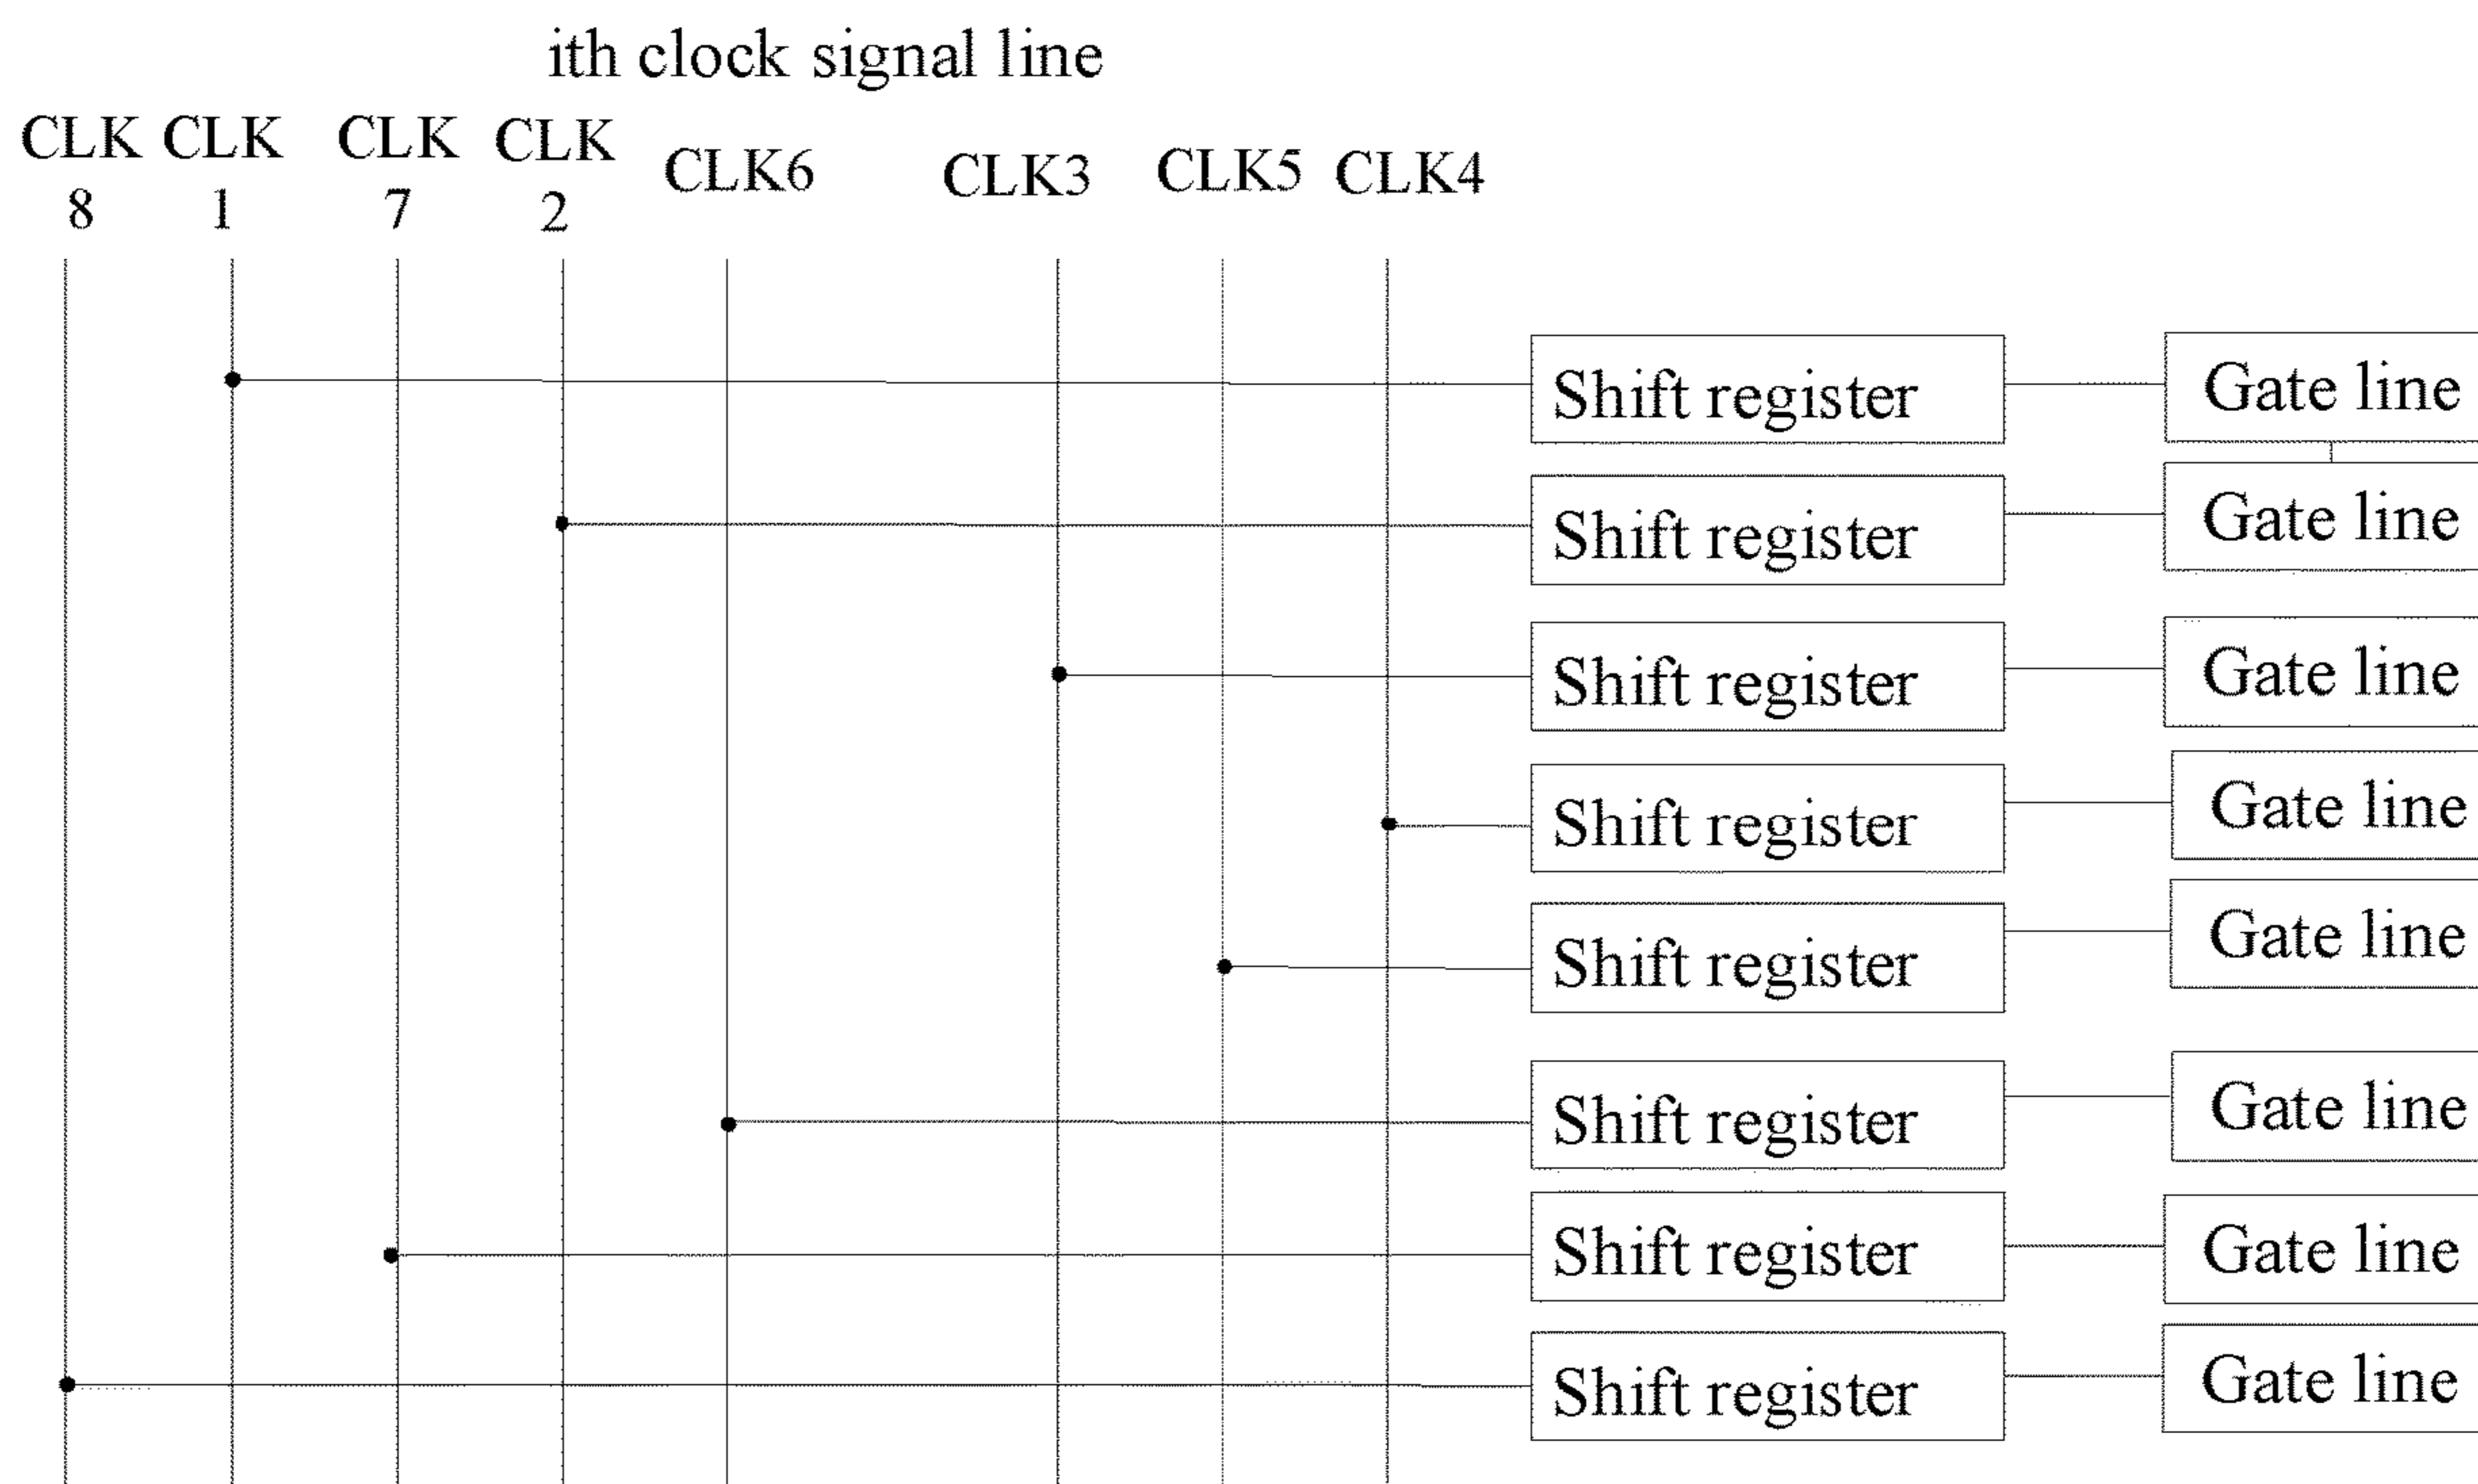 ith clock signal line
CLK CLK CLK CLK CLK6 CLK3 CLK5 CLK4
8 1 7 2
Shift register Gate line
Shift register Gate line
Shift register Gate line
Shift register Gate line
Shift register Gate line
Shift register Gate line
Shift register Gate line
Shift register Gate line